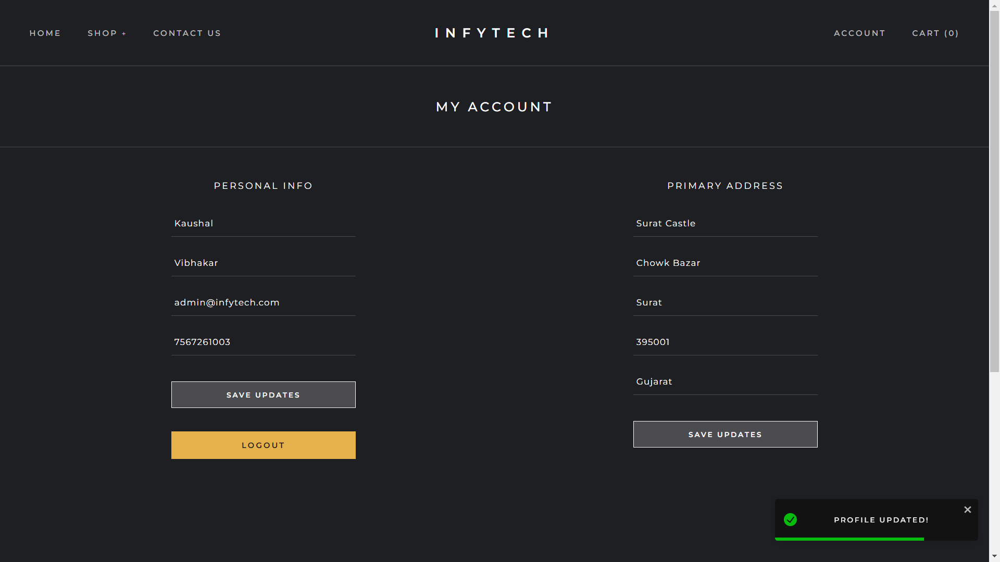 HOME SHOP + CONTACT US INFYTECH ACCOUNT CART (0)
MY ACCOUNT
PERSONAL INFO
Kaushal
Vibhakar
admin@infytech.com
7567261003
SAVE UPDATES
LOGOUT
PRIMARY ADDRESS
Surat Castle
Chowk Bazar
Surat
395001
Gujarat
SAVE UPDATES
PROFILE UPDATED!